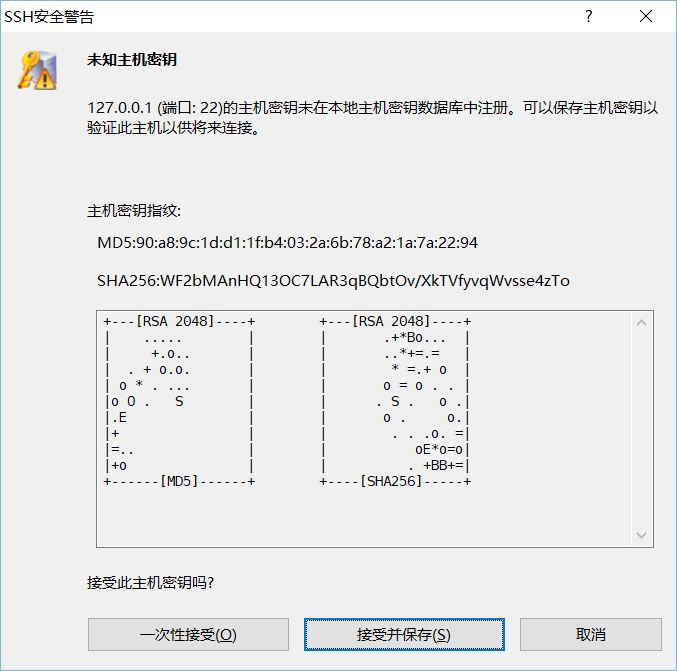 SSH安全警告
未知主机密钥
127.0.0.1 (端口: 22)的主机密钥未在本地主机密钥数据库中注册。可以保存主机密钥以
验证此主机以供将来连接。
主机密钥指纹:
MD5:90:a8:9c:1d:d1:1f:b4:03:2a:6b:78:a2:1a:7a:22:94
SHA256:WF2bMAnHQ13OC7LAR3qBQbtOv/XkTVfyvqWvsse4zTo
+---[RSA 2048]----+        +---[RSA 2048]----+
|    .....        |        |       .+*Bo...  |
|     +.o..       |        |       ..*+=.=   |
|  . + o.o.       |        |        * =.+ o  |
| o * . ...       |        |       o = o . . |
|o O .   S        |        |      . S .   o .|
|.E               |        |       o .     o.|
|+                |        |        . . .o. =|
|=..              |        |           oE*o=o|
|+o               |        |          . +BB+=|
+------[MD5]------+        +----[SHA256]-----+
接受此主机密钥吗?
一次性接受(O)
接受并保存(S)
取消